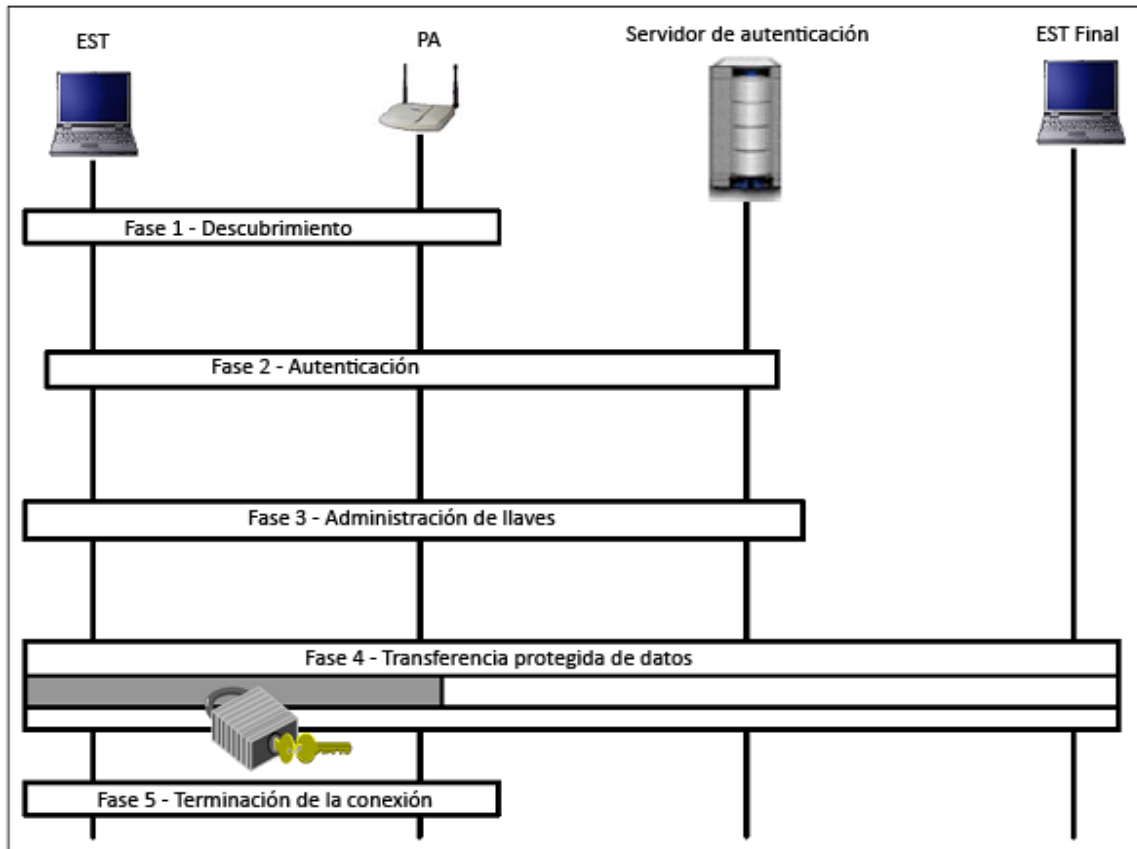 EST
PA
Servidor de autenticación
EST Final
Fase 1 - Descubrimiento
Fase 2 - Autenticación
Fase 3 - Administración de llaves
Fase 4 - Transferencia protegida de datos
Fase 5 - Terminación de la conexión